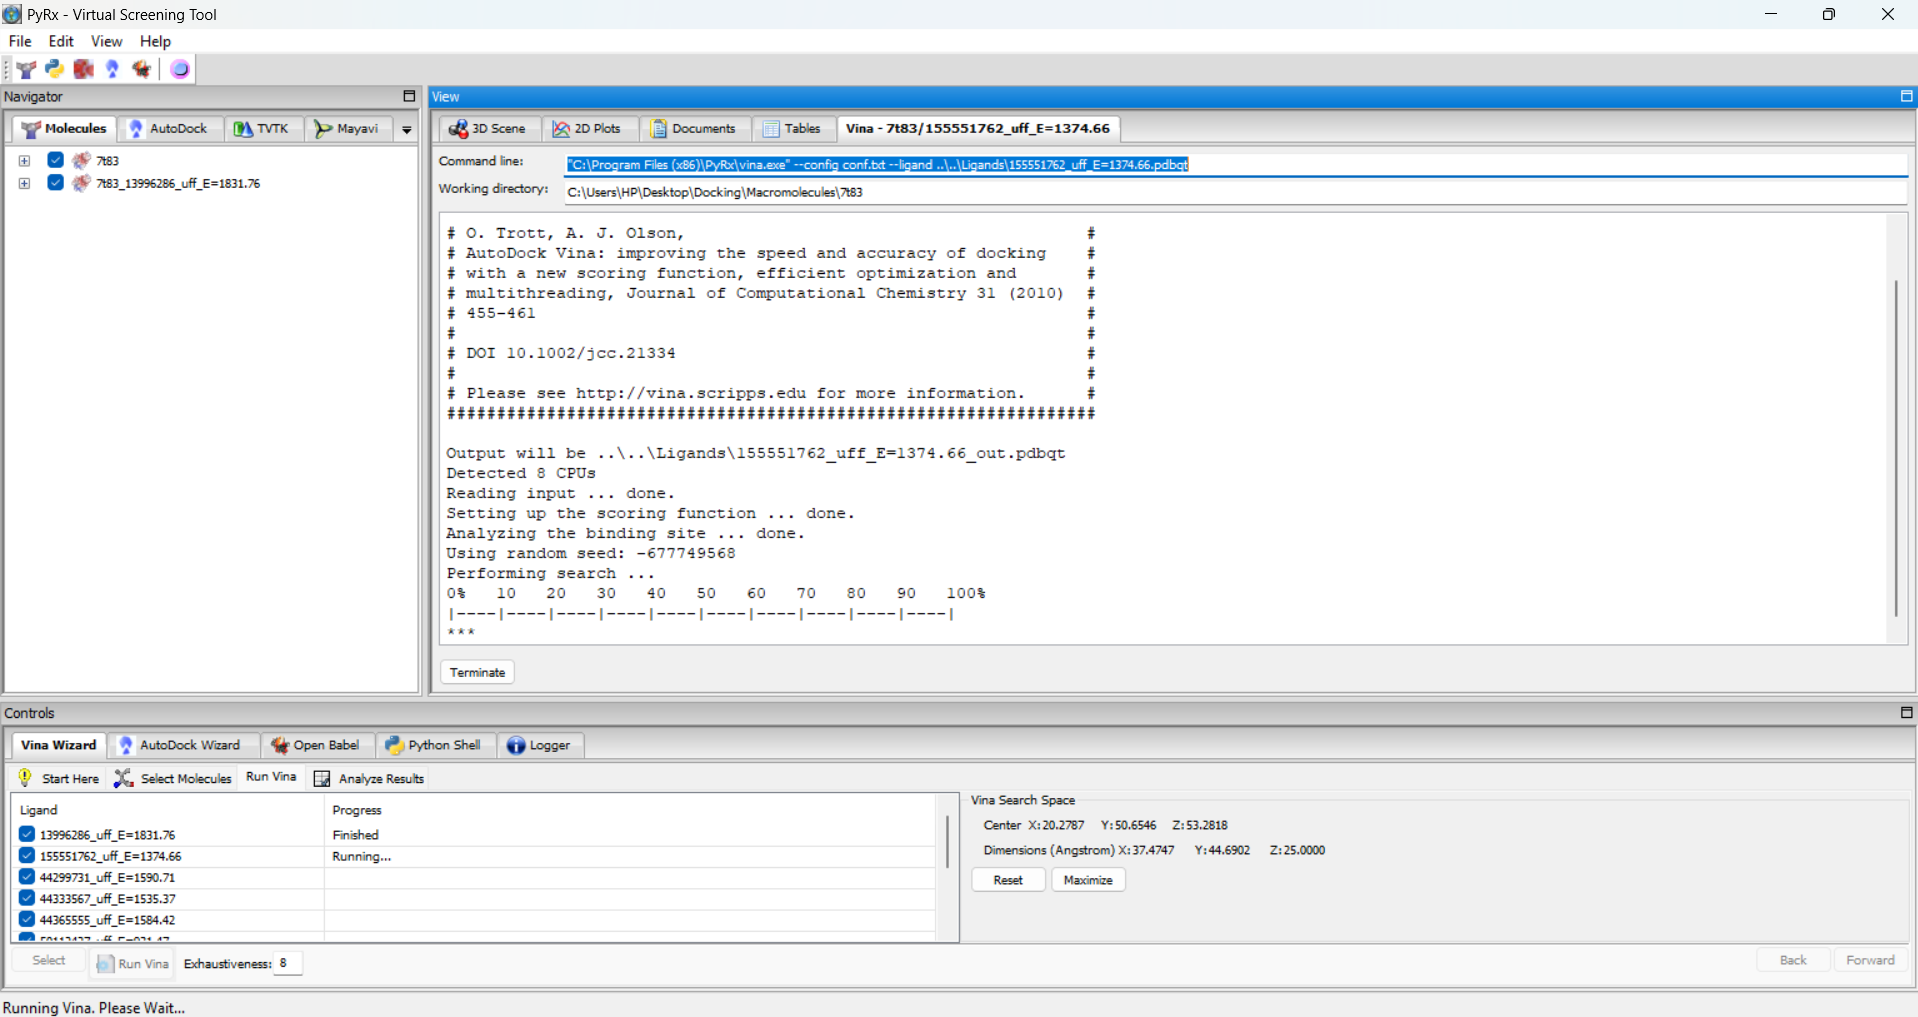 PyRx - Virtual Screening Tool
File Edit View Help
Navigator
Molecules AutoDock TVTK Mayavi
7t83
7t83_13996286_uff_E=1831.76
View
3D Scene 2D Plots Documents Tables Vina - 7t83/155551762_uff_E=1374.66
Command line: "C:\Program Files (x86)\PyRx\vina.exe" --config conf.txt --ligand ..\..\Ligands\155551762_uff_E=1374.66.pdbqt
Working directory: C:\Users\HP\Desktop\Docking\Macromolecules\7t83
# O. Trott, A. J. Olson, #
# AutoDock Vina: improving the speed and accuracy of docking #
# with a new scoring function, efficient optimization and #
# multithreading, Journal of Computational Chemistry 31 (2010) #
# 455-461 #
# #
# DOI 10.1002/jcc.21334 #
# #
# Please see http://vina.scripps.edu for more information. #
#################################################################
Output will be ..\..\Ligands\155551762_uff_E=1374.66_out.pdbqt
Detected 8 CPUs
Reading input ... done.
Setting up the scoring function ... done.
Analyzing the binding site ... done.
Using random seed: -677749568
Performing search ...
0% 10 20 30 40 50 60 70 80 90 100%
|----|----|----|----|----|----|----|----|----|----|
***
Terminate
Controls
Vina Wizard AutoDock Wizard Open Babel Python Shell Logger
Start Here Select Molecules Run Vina Analyze Results
Ligand Progress
13996286_uff_E=1831.76 Finished
155551762_uff_E=1374.66 Running...
44299731_uff_E=1590.71
44333567_uff_E=1535.37
44365555_uff_E=1584.42
Vina Search Space
Center X:20.2787 Y:50.6546 Z:53.2818
Dimensions (Angstrom) X:37.4747 Y:44.6902 Z:25.0000
Reset Maximize
Select Run Vina Exhaustiveness: 8 Back Forward
Running Vina. Please Wait...